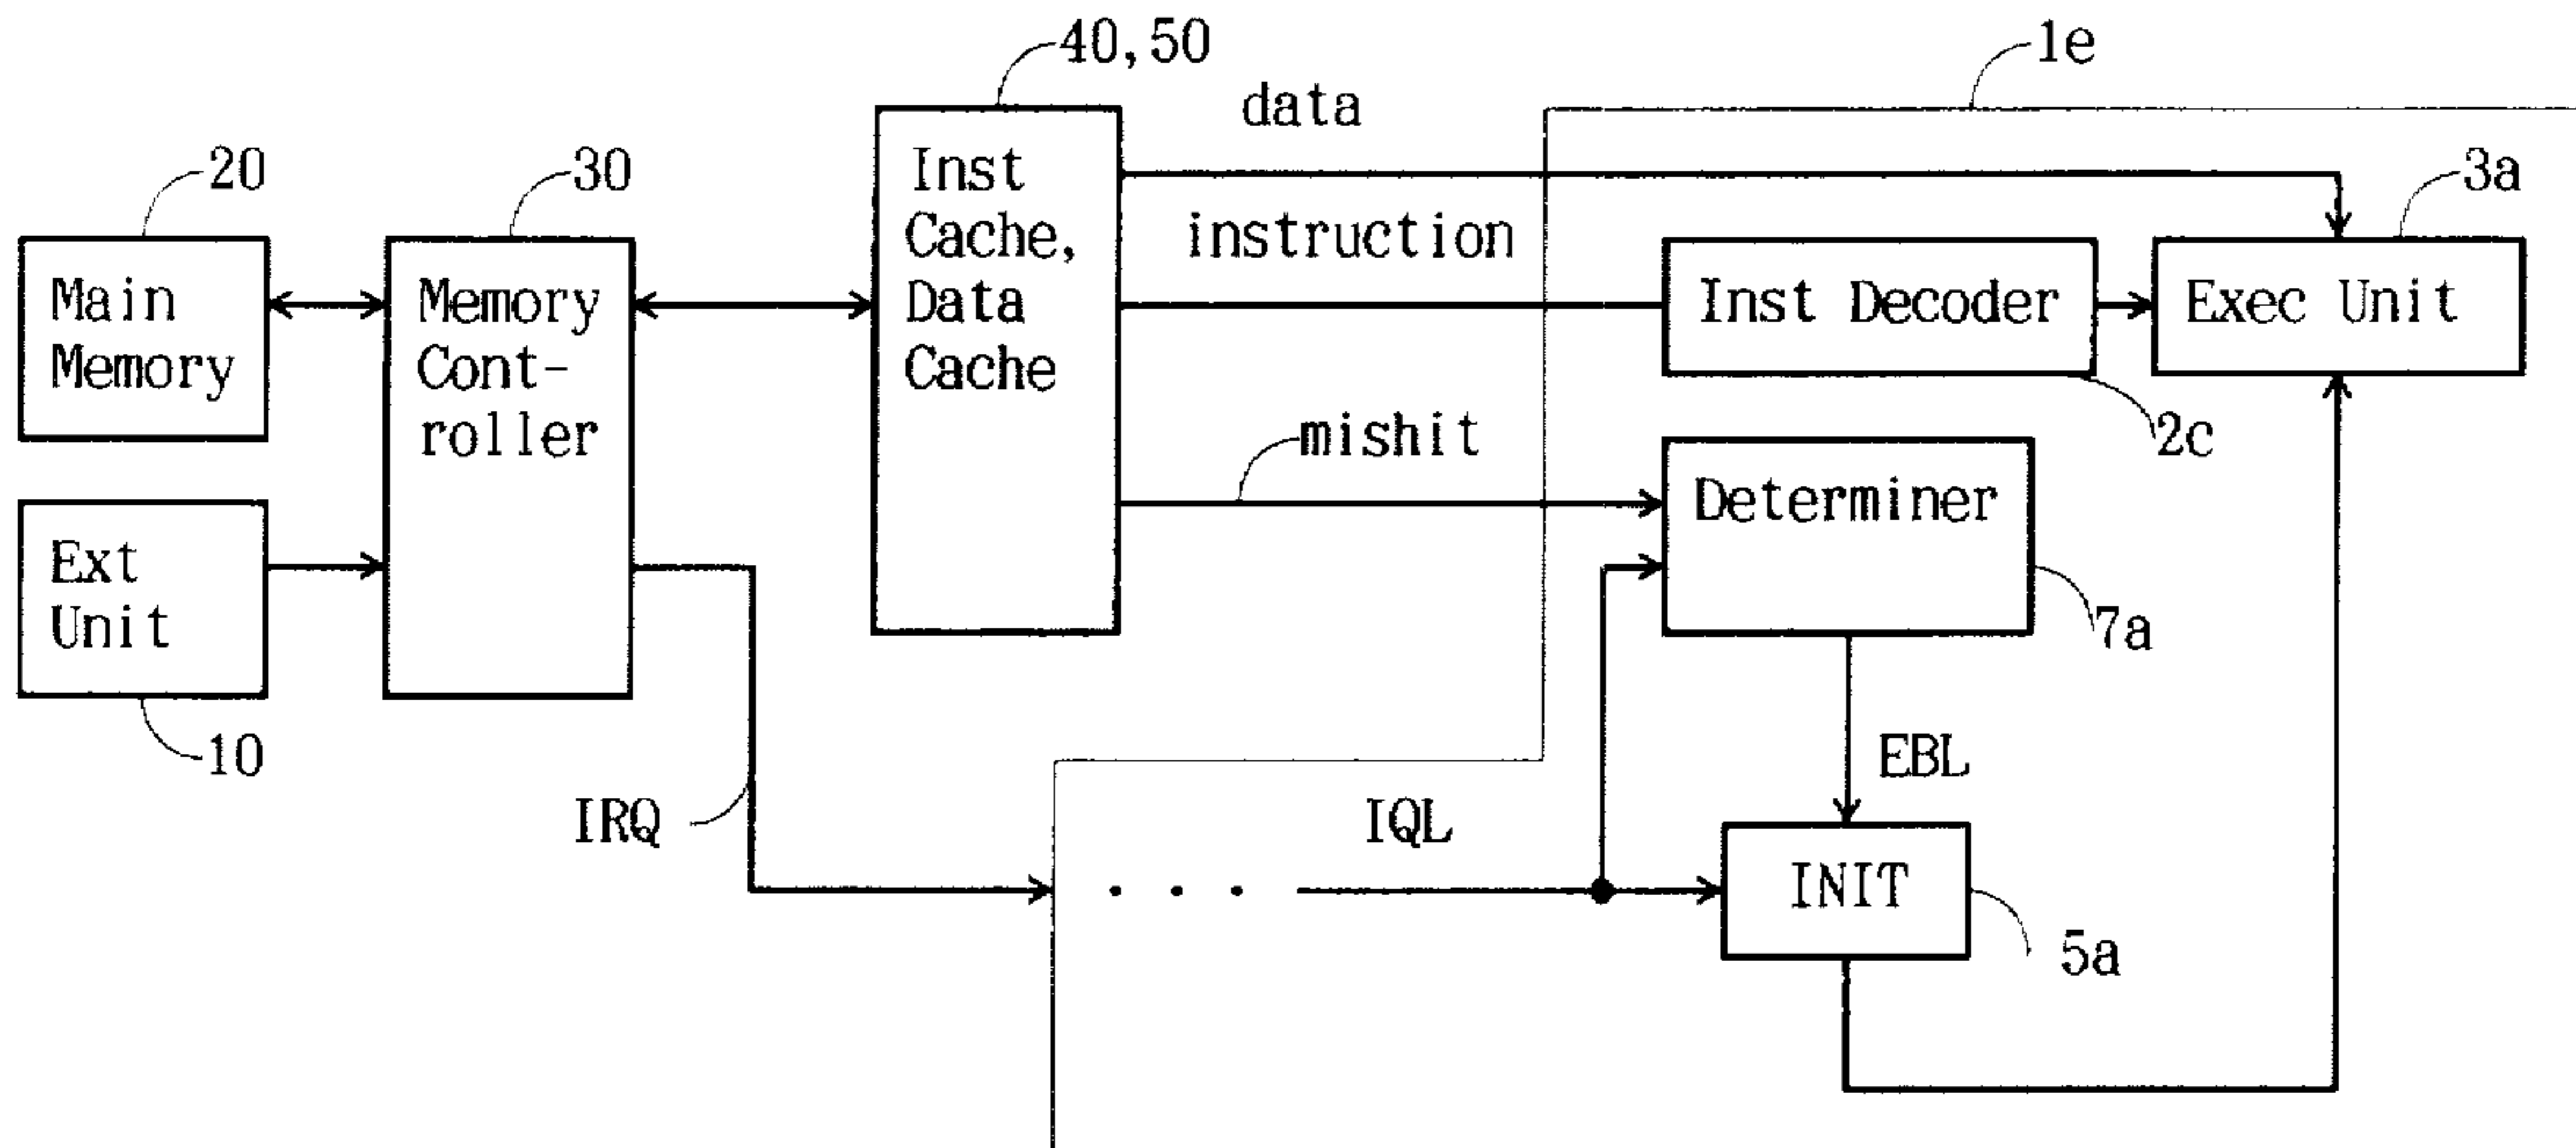 40,50
1e
data
20
30
Inst
Cache,
Data
Cache
3a
instruction
Main
Memory
Memory
Cont-
roller
Inst Decoder
Exec Unit
mishit
2c
Determiner
Ext
Unit
7a
10
EBL
IRQ
IQL
. . .
INIT
5a